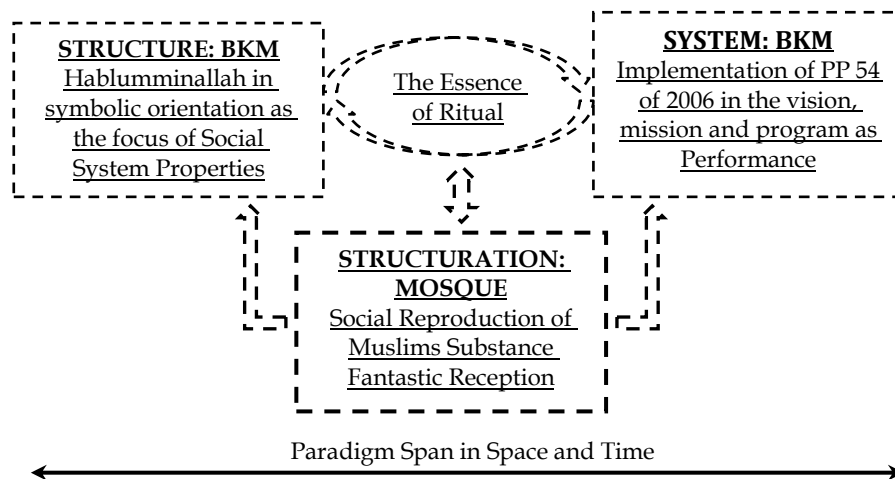 STRUCTURE: BKM
Hablumminallah in
symbolic orientation as
the focus of Social
System Properties
The Essence
of Ritual
SYSTEM: BKM
Implementation of PP 54
of 2006 in the vision,
mission and program as
Performance
STRUCTURATION:
MOSQUE
Social Reproduction of
Muslims Substance
Fantastic Reception
Paradigm Span in Space and Time